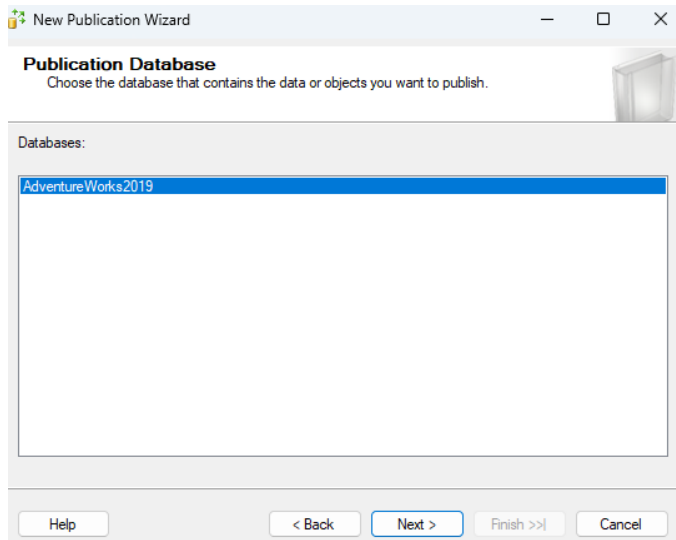 New Publication Wizard
Publication Database
Choose the database that contains the data or objects you want to publish.
Databases:
AdventureWorks2019
Help
< Back
Next >
Finish >>|
Cancel